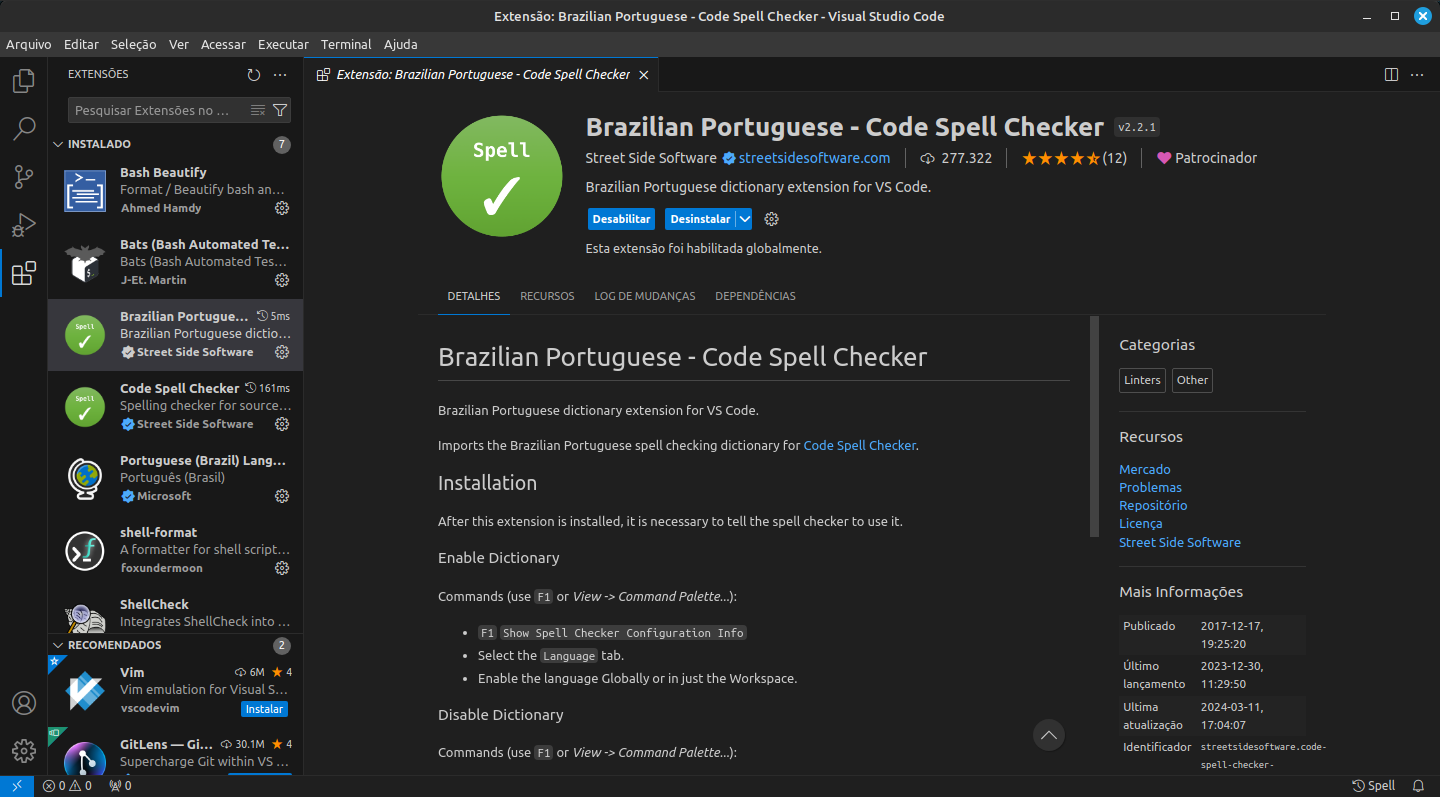 Extensão: Brazilian Portuguese - Code Spell Checker - Visual Studio Code
Arquivo Editar Seleção Ver Acessar Executar Terminal Ajuda
EXTENSÕES
Pesquisar Extensões no ...
INSTALADO 7
Bash Beautify
Format / Beautify bash an...
Ahmed Hamdy
Bats (Bash Automated Te...
Bats (Bash Automated Tes...
J-Et. Martin
Brazilian Portugue... 5ms
Brazilian Portuguese dictio...
Street Side Software
Code Spell Checker 161ms
Spelling checker for source...
Street Side Software
Portuguese (Brazil) Lang...
Português (Brasil)
Microsoft
shell-format
A formatter for shell script...
foxundermoon
ShellCheck
Integrates ShellCheck into ...
RECOMENDADOS 2
Vim 6M 4
Vim emulation for Visual S...
vscodevim Instalar
GitLens — Gi... 30.1M 4
Supercharge Git within VS ...
Extensão: Brazilian Portuguese - Code Spell Checker
Spell
Brazilian Portuguese - Code Spell Checker v2.2.1
Street Side Software streetsidesoftware.com 277.322 (12) Patrocinador
Brazilian Portuguese dictionary extension for VS Code.
Desabilitar Desinstalar
Esta extensão foi habilitada globalmente.
DETALHES RECURSOS LOG DE MUDANÇAS DEPENDÊNCIAS
Brazilian Portuguese - Code Spell Checker
Brazilian Portuguese dictionary extension for VS Code.
Imports the Brazilian Portuguese spell checking dictionary for Code Spell Checker.
Installation
After this extension is installed, it is necessary to tell the spell checker to use it.
Enable Dictionary
Commands (use F1 or View -> Command Palette...):
• F1 Show Spell Checker Configuration Info
• Select the Language tab.
• Enable the language Globally or in just the Workspace.
Disable Dictionary
Commands (use F1 or View -> Command Palette...):
Categorias
Linters Other
Recursos
Mercado
Problemas
Repositório
Licença
Street Side Software
Mais Informações
Publicado 2017-12-17,
19:25:20
Último 2023-12-30,
lançamento 11:29:50
Ultima 2024-03-11,
atualização 17:04:07
Identificador streetsidesoftware.code-
spell-checker-
0 0 0
Spell